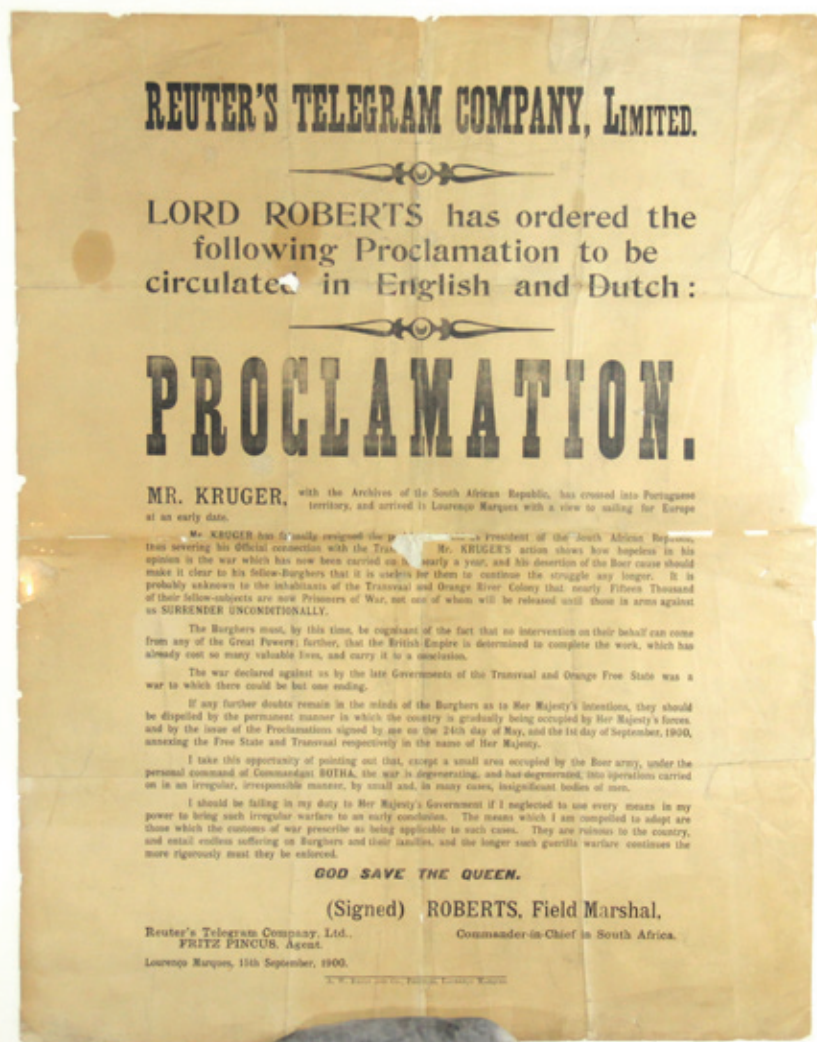 REUTER'S TELEGRAM COMPANY, LIMITED.
LORD ROBERTS has ordered the
following Proclamation to be
circulated in English and Dutch:
PROCLAMATION.
MR. KRUGER, with the Archives of the South African Republic, has crossed into Portuguese
territory, and arrived in Lourenço Marques with a view to sailing for Europe
at an early date.
Mr. KRUGER has formally resigned the President of the South African Republic,
thus severing his Official connection with the Mr. KRUGER'S action shows how hopeless in his
opinion is the war which has now been carried on nearly a year, and his desertion of the Boer cause should
make it clear to his fellow-Burghers that it is useless for them to continue the struggle any longer. It is
probably unknown to the inhabitants of the Transvaal and Orange River Colony that nearly Fifteen Thousand
of their fellow-subjects are now Prisoners of War, not one of whom will be released until those in arms against
us SURRENDER UNCONDITIONALLY.
The Burghers must, by this time, be cognisant of the fact that no intervention on their behalf can come
from any of the Great Powers; further, that the British Empire is determined to complete the work, which has
already cost so many valuable lives, and carry it to a conclusion.
The war declared against us by the late Governments of the Transvaal and Orange Free State was a
war to which there could be but one ending.
If any further doubts remain in the minds of the Burghers as to Her Majesty's intentions, they should
be dispelled by the permanent manner in which the country is gradually being occupied by Her Majesty's forces
and by the issue of the Proclamations signed by me on the 24th day of May, and the 1st day of September, 1900,
annexing the Free State and Transvaal respectively in the name of Her Majesty.
I take this opportunity of pointing out that, except a small area occupied by the Boer army, under the
personal command of Commandant BOTHA, the war is degenerating, and has degenerated, into operations carried
on in an irregular, irresponsible manner, by small and, in many cases, insignificant bodies of men.
I should be failing in my duty to Her Majesty's Government if I neglected to use every means in my
power to bring such irregular warfare to an early conclusion. The means which I am compelled to adopt are
those which the customs of war prescribe as being applicable to such cases. They are ruinous to the country,
and entail endless suffering on Burghers and their families, and the longer such guerilla warfare continues the
more rigorously must they be enforced.
GOD SAVE THE QUEEN.
(Signed) ROBERTS, Field Marshal,
Commander-in-Chief in South Africa.
Reuter's Telegram Company, Ltd.,
FRITZ PINCUS, Agent.
Lourenço Marques, 15th September, 1900.